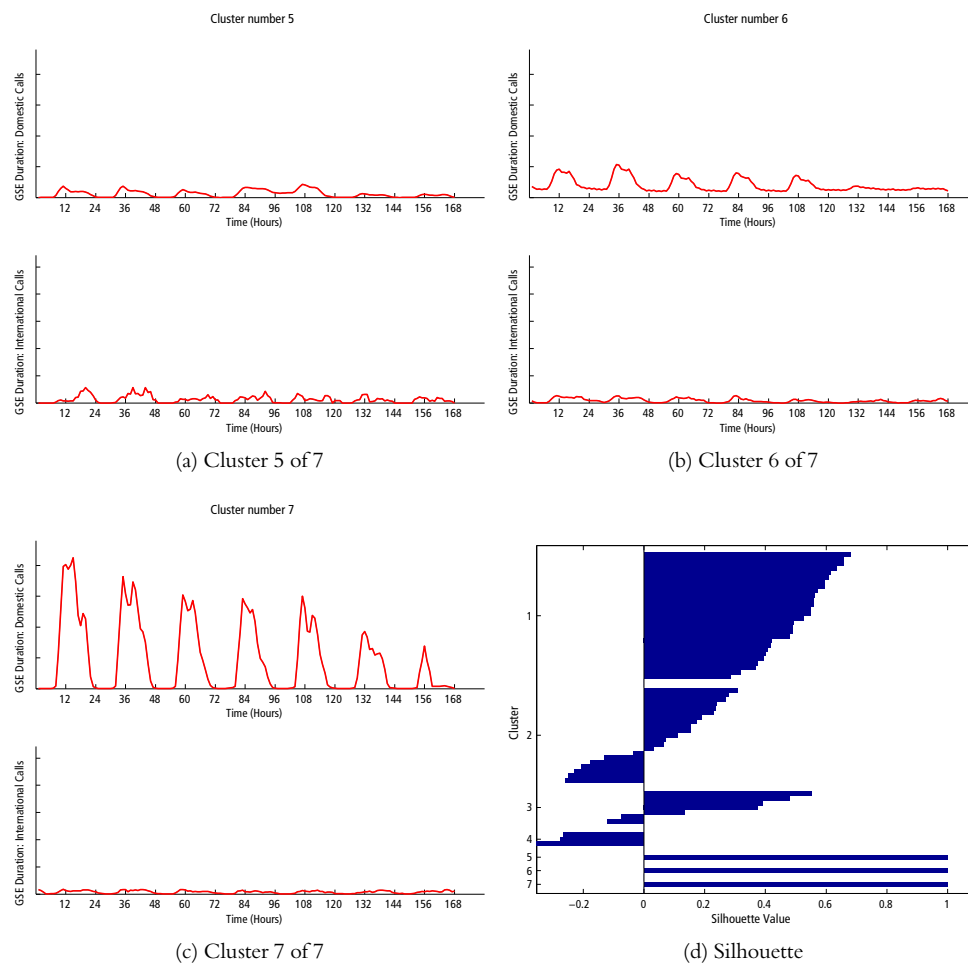 Cluster number 5
GSE Duration: Domestic Calls
12 24 36 48 60 72 84 96 108 120 132 144 156 168
Time (Hours)
GSE Duration: International Calls
12 24 36 48 60 72 84 96 108 120 132 144 156 168
Time (Hours)
(a) Cluster 5 of 7
Cluster number 6
GSE Duration: Domestic Calls
12 24 36 48 60 72 84 96 108 120 132 144 156 168
Time (Hours)
GSE Duration: International Calls
12 24 36 48 60 72 84 96 108 120 132 144 156 168
Time (Hours)
(b) Cluster 6 of 7
Cluster number 7
GSE Duration: Domestic Calls
12 24 36 48 60 72 84 96 108 120 132 144 156 168
Time (Hours)
GSE Duration: International Calls
12 24 36 48 60 72 84 96 108 120 132 144 156 168
Time (Hours)
(c) Cluster 7 of 7
Cluster
1
2
3
4
5
6
7
−0.2 0 0.2 0.4 0.6 0.8 1
Silhouette Value
(d) Silhouette